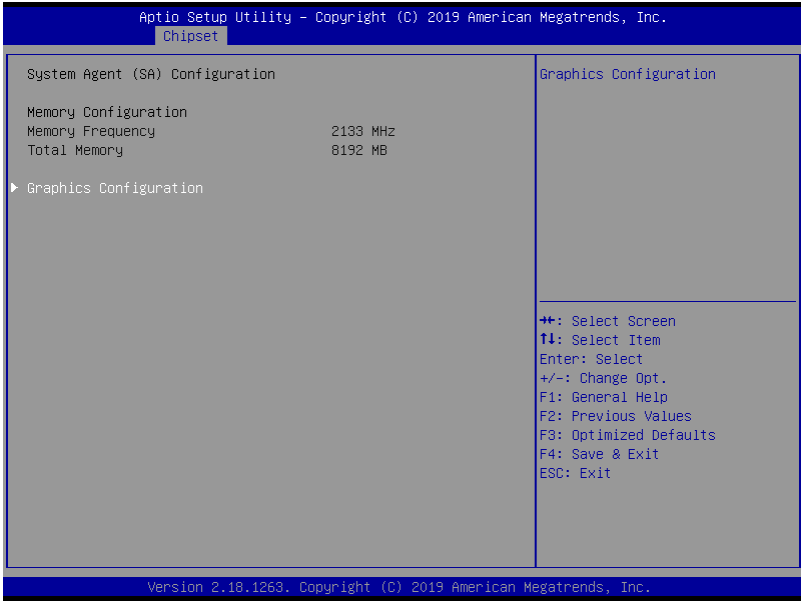 Aptio Setup Utility – Copyright (C) 2019 American Megatrends, Inc.
Chipset
System Agent (SA) Configuration
Memory Configuration
Memory Frequency 2133 MHz
Total Memory 8192 MB
Graphics Configuration
Graphics Configuration
→←: Select Screen
↑↓: Select Item
Enter: Select
+/-: Change Opt.
F1: General Help
F2: Previous Values
F3: Optimized Defaults
F4: Save & Exit
ESC: Exit
Version 2.18.1263. Copyright (C) 2019 American Megatrends, Inc.